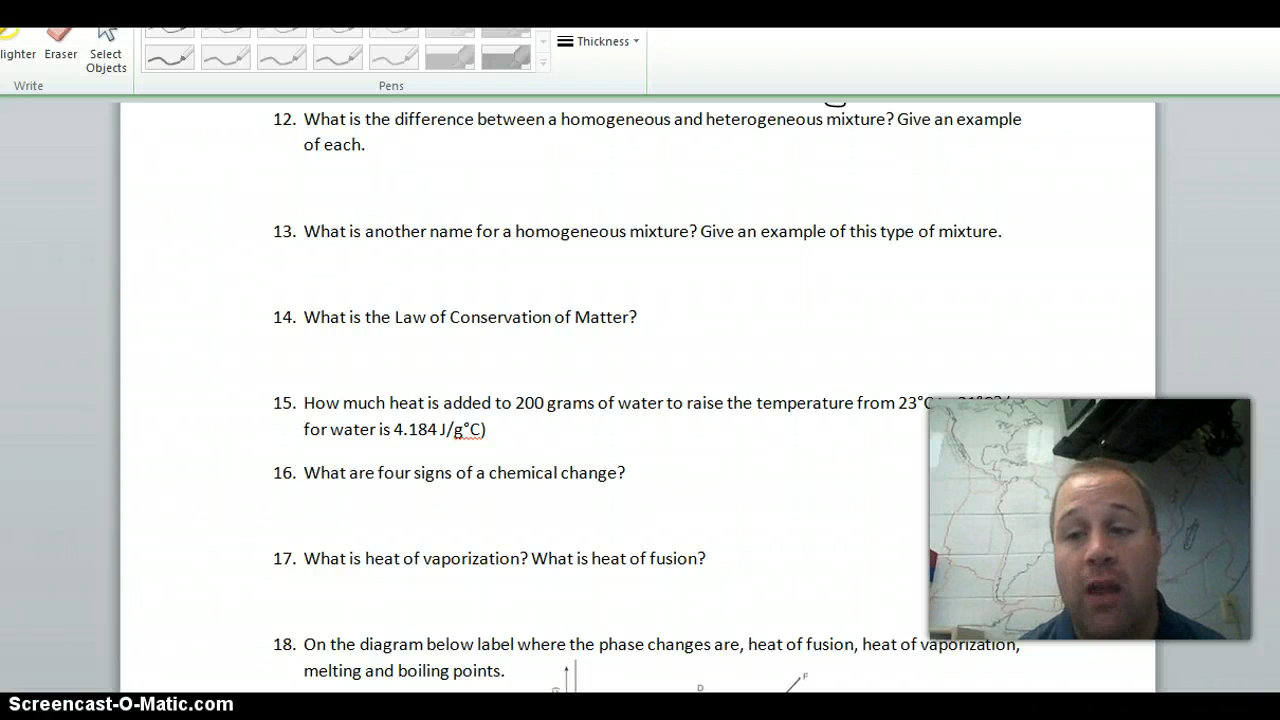 Thickness
lighter Eraser Select Objects
Write Pens
12. What is the difference between a homogeneous and heterogeneous mixture? Give an example
of each.
13. What is another name for a homogeneous mixture? Give an example of this type of mixture.
14. What is the Law of Conservation of Matter?
15. How much heat is added to 200 grams of water to raise the temperature from 23°C
for water is 4.184 J/g°C)
16. What are four signs of a chemical change?
17. What is heat of vaporization? What is heat of fusion?
18. On the diagram below label where the phase changes are, heat of fusion, heat of vaporization,
melting and boiling points.
D
F
Screencast-O-Matic.com